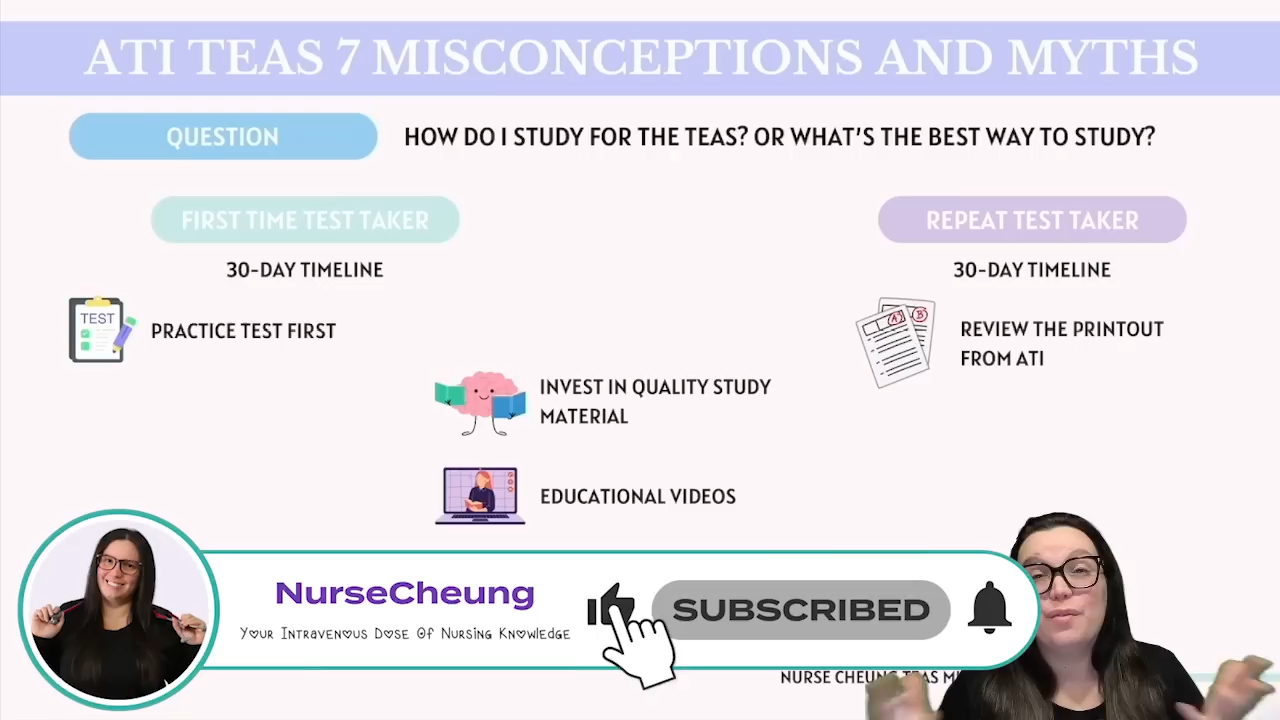 ATI TEAS 7 MISCONCEPTIONS AND MYTHS
QUESTION
HOW DO I STUDY FOR THE TEAS? OR WHAT'S THE BEST WAY TO STUDY?
FIRST TIME TEST TAKER
30-DAY TIMELINE
TEST
PRACTICE TEST FIRST
REPEAT TEST TAKER
30-DAY TIMELINE
A
B
REVIEW THE PRINTOUT
FROM ATI
INVEST IN QUALITY STUDY
MATERIAL
EDUCATIONAL VIDEOS
NurseCheung
Your Intravenous Dose Of Nursing Knowledge
SUBSCRIBED
NURSE CHEUNG TEAS